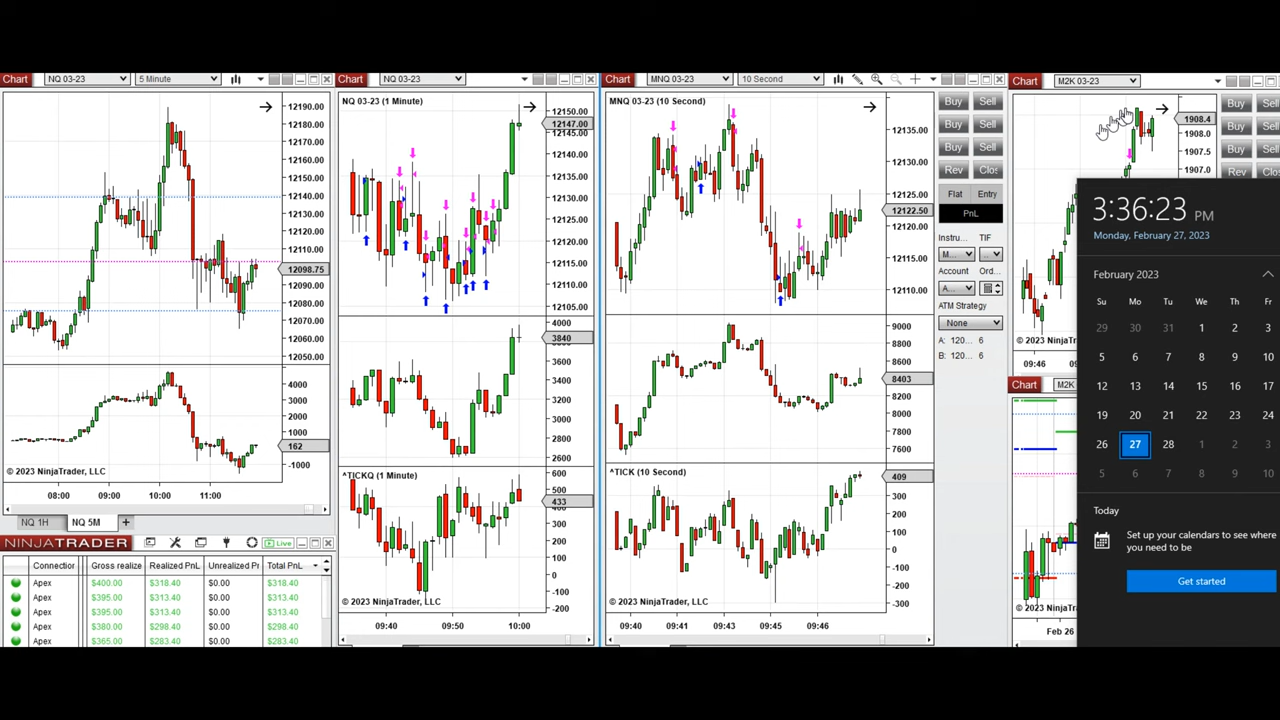 Chart NQ 03-23 5 Minute
12190.00
12180.00
12170.00
12160.00
12150.00
12140.00
12130.00
12120.00
12110.00
12098.75
12090.00
12080.00
12070.00
12060.00
12050.00
4000
3000
2000
1000
162
-1000
© 2023 NinjaTrader, LLC
08:00 09:00 10:00 11:00
NQ 1H NQ 5M +
NINJATRADER Live
Connection Gross realize Realized PnL Unrealized Pr Total PnL
Apex $400.00 $318.40 $0.00 $318.40
Apex $395.00 $313.40 $0.00 $313.40
Apex $395.00 $313.40 $0.00 $313.40
Apex $380.00 $298.40 $0.00 $298.40
Apex $365.00 $283.40 $0.00 $283.40
Chart NQ 03-23
NQ 03-23 (1 Minute)
12150.00
12147.00
12145.00
12140.00
12135.00
12130.00
12125.00
12120.00
12115.00
12110.00
12105.00
4000
3840
3400
3200
3000
2800
2600
^TICKQ (1 Minute)
600
500
433
300
200
100
0
-100
-200
© 2023 NinjaTrader, LLC
09:40 09:50 10:00
Chart MNQ 03-23 10 Second
MNQ 03-23 (10 Second)
12135.00
12130.00
12125.00
12122.50
12115.00
12110.00
9000
8800
8600
8403
8200
8000
7800
7600
^TICK (10 Second)
409
300
200
100
0
-100
-200
-300
© 2023 NinjaTrader, LLC
09:40 09:41 09:43 09:45 09:46
Buy Sell
Buy Sell
Buy Sell
Rev Clos
Flat Entry
PnL
Instru... TIF
M... ...
Account Ord...
A...
ATM Strategy
None
A: 120... 6
B: 120... 6
Chart M2K 03-23
1908.4
1908.0
1907.5
1907.0
Buy Sell
Buy Sell
Buy Sell
Rev Clos
© 2023 NinjaTr
09:46
Chart M2K
© 2023 NinjaTr
Feb 26
3:36:23 PM
Monday, February 27, 2023
February 2023
Su Mo Tu We Th Fr
29 30 31 1 2 3
5 6 7 8 9 10
12 13 14 15 16 17
19 20 21 22 23 24
26 27 28 1 2 3
5 6 7 8 9 10
Today
Set up your calendars to see where
you need to be
Get started